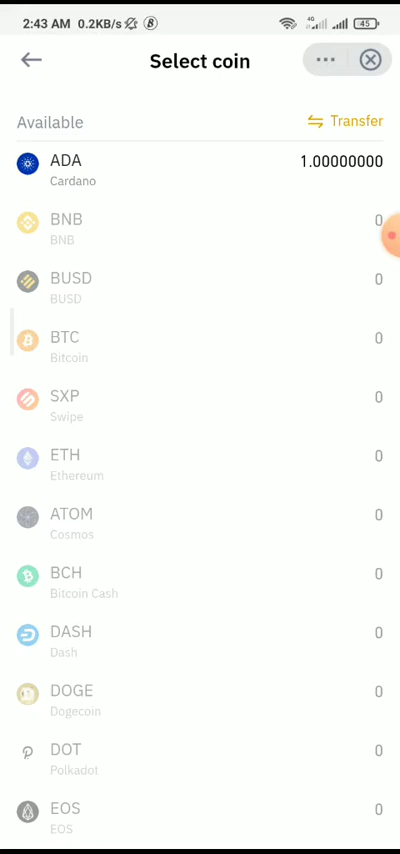 2:43 AM 0.2KB/s
4G
45
Select coin
Available
Transfer
ADA 1.00000000
Cardano
BNB 0
BNB
BUSD 0
BUSD
BTC 0
Bitcoin
SXP 0
Swipe
ETH 0
Ethereum
ATOM 0
Cosmos
BCH 0
Bitcoin Cash
DASH 0
Dash
DOGE 0
Dogecoin
DOT 0
Polkadot
EOS 0
EOS